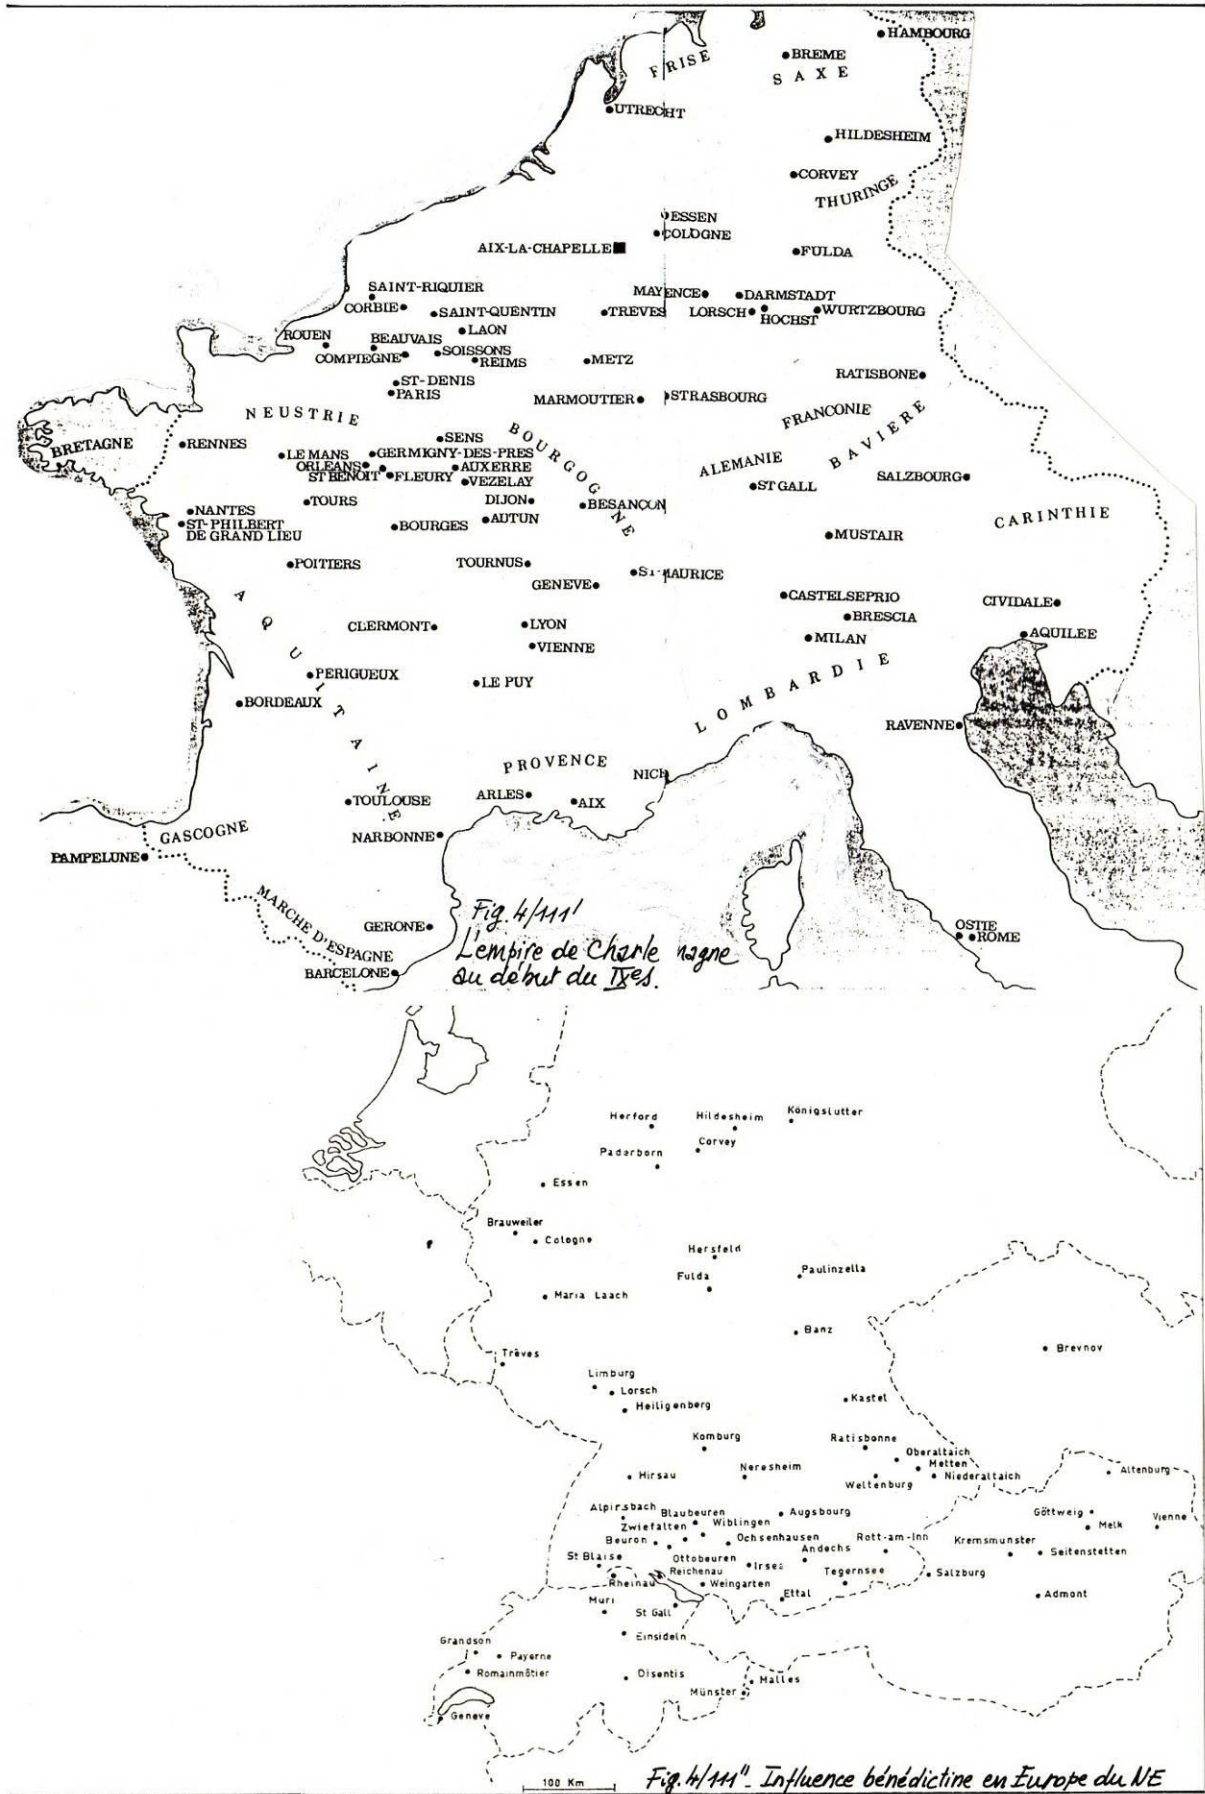 HAMBOURG
BREME
FRISE
SAXE
UTRECHT
HILDESHEIM
CORVEY
THURINGE
ESSEN
COLOGNE
AIX-LA-CHAPELLE
FULDA
SAINT-RIQUIER
MAYENCE
DARMSTADT
CORBIE
SAINT-QUENTIN
TREVES
LORSCH
HOCHST
WURTZBOURG
LAON
ROUEN
BEAUVAIS
COMPIEGNE
SOISSONS
REIMS
METZ
RATISBONE
ST-DENIS
PARIS
MARMOUTIER
STRASBOURG
FRANCONIE
NEUSTRIE
BAVIERE
BRETAGNE
RENNES
SENS
BOURGOGNE
LE MANS
GERMIGNY-DES-PRES
ORLEANS
AUXERRE
ALEMANIE
ST BENOIT
FLEURY
VEZELAY
ST GALL
SALZBOURG
TOURS
DIJON
BESANÇON
NANTES
AUTUN
CARINTHIE
ST-PHILBERT
DE GRAND LIEU
BOURGES
MUSTAIR
POITIERS
TOURNUS
ST-MAURICE
GENEVE
CASTELSEPRIO
CIVIDALE
AQUITAINE
BRESCIA
CLERMONT
LYON
MILAN
AQUILEE
VIENNE
LOMBARDIE
PERIGUEUX
LE PUY
BORDEAUX
RAVENNE
PROVENCE
NICE
TOULOUSE
ARLES
AIX
GASCOGNE
NARBONNE
PAMPELUNE
MARCHE D'ESPAGNE
GERONE
OSTIE
ROME
BARCELONE
Fig. 4/111'
L'empire de Charle magne
au début du IXes.
Herford
Hildesheim
Königslutter
Corvey
Paderborn
Essen
Brauweiler
Cologne
Hersfeld
Fulda
Paulinzella
Maria Laach
Banz
Brevnov
Trèves
Limburg
Lorsch
Heiligenberg
Kastel
Komburg
Ratisbonne
Oberaltaich
Metten
Hirsau
Neresheim
Weltenburg
Niederaltaich
Altenburg
Alpirsbach
Blaubeuren
Augsbourg
Göttweig
Zwiefalten
Wiblingen
Melk
Vienne
Beuron
Ochsenhausen
Rott-am-Inn
Kremsmunster
St Blaise
Ottobeuren
Andechs
Seitenstetten
Irsee
Reichenau
Rheinau
Weingarten
Tegernsee
Salzburg
Muri
St Gall
Ettal
Admont
Einsideln
Grandson
Payerne
Romainmôtier
Disentis
Malles
Münster
Geneve
100 Km
Fig. 4/111" - Influence bénédictine en Europe du NE